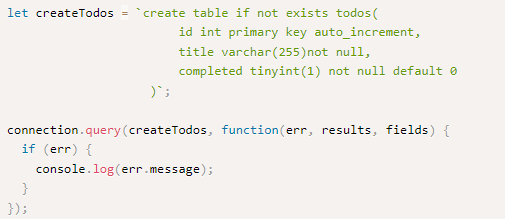 let createTodos = `create table if not exists todos(
                        id int primary key auto_increment,
                        title varchar(255)not null,
                        completed tinyint(1) not null default 0
                    )`;

connection.query(createTodos, function(err, results, fields) {
  if (err) {
    console.log(err.message);
  }
});